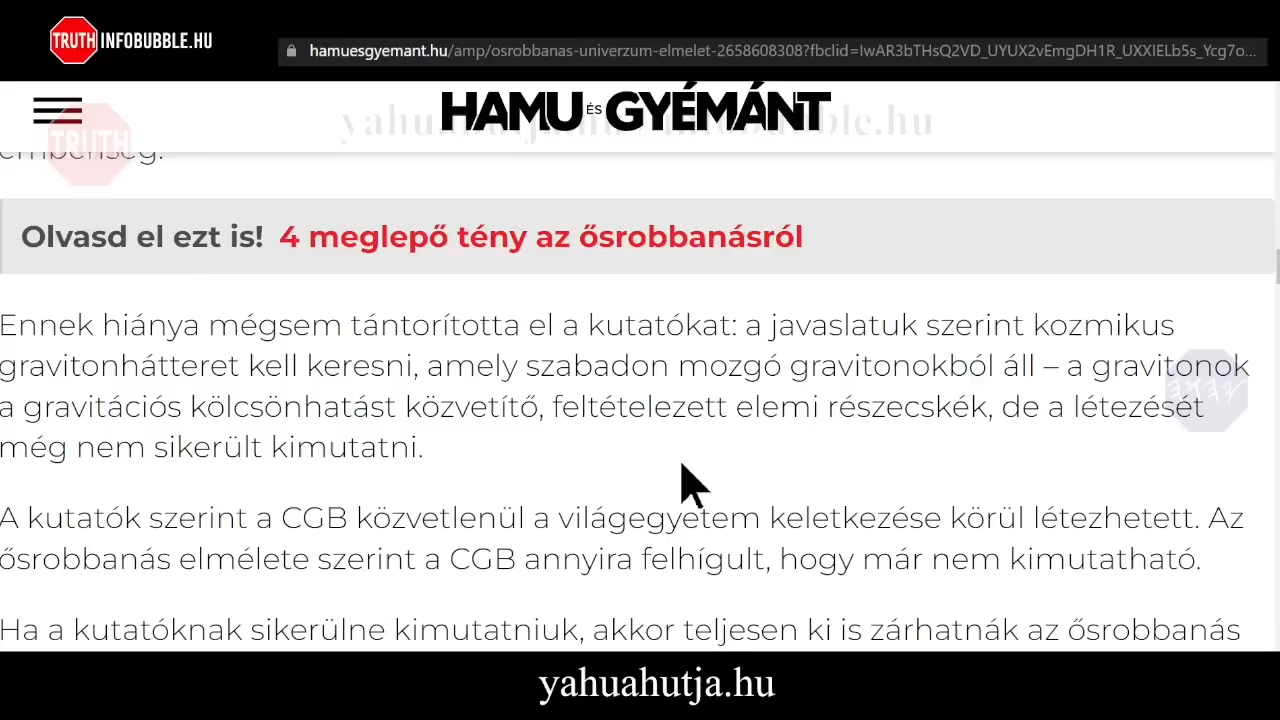 TRUTH INFOBUBBLE.HU
hamuesgyemant.hu/amp/osrobbanas-univerzum-elmelet-2658608308?fbclid=IwAR3bTHsQ2VD_UYUX2vEmgDH1R_UXXIELb5s_Ycg7o...
HAMU ÉS GYÉMÁNT
TRUTH
emberiség.
Olvasd el ezt is! 4 meglepő tény az ősrobbanásról
Ennek hiánya mégsem tántorította el a kutatókat: a javaslatuk szerint kozmikus
gravitonhátteret kell keresni, amely szabadon mozgó gravitonokból áll – a gravitonok
a gravitációs kölcsönhatást közvetítő, feltételezett elemi részecskék, de a létezését
még nem sikerült kimutatni.
A kutatók szerint a CGB közvetlenül a világegyetem keletkezése körül létezhetett. Az
ősrobbanás elmélete szerint a CGB annyira felhígult, hogy már nem kimutatható.
Ha a kutatóknak sikerülne kimutatniuk, akkor teljesen ki is zárhatnák az ősrobbanás
yahuahutja.hu